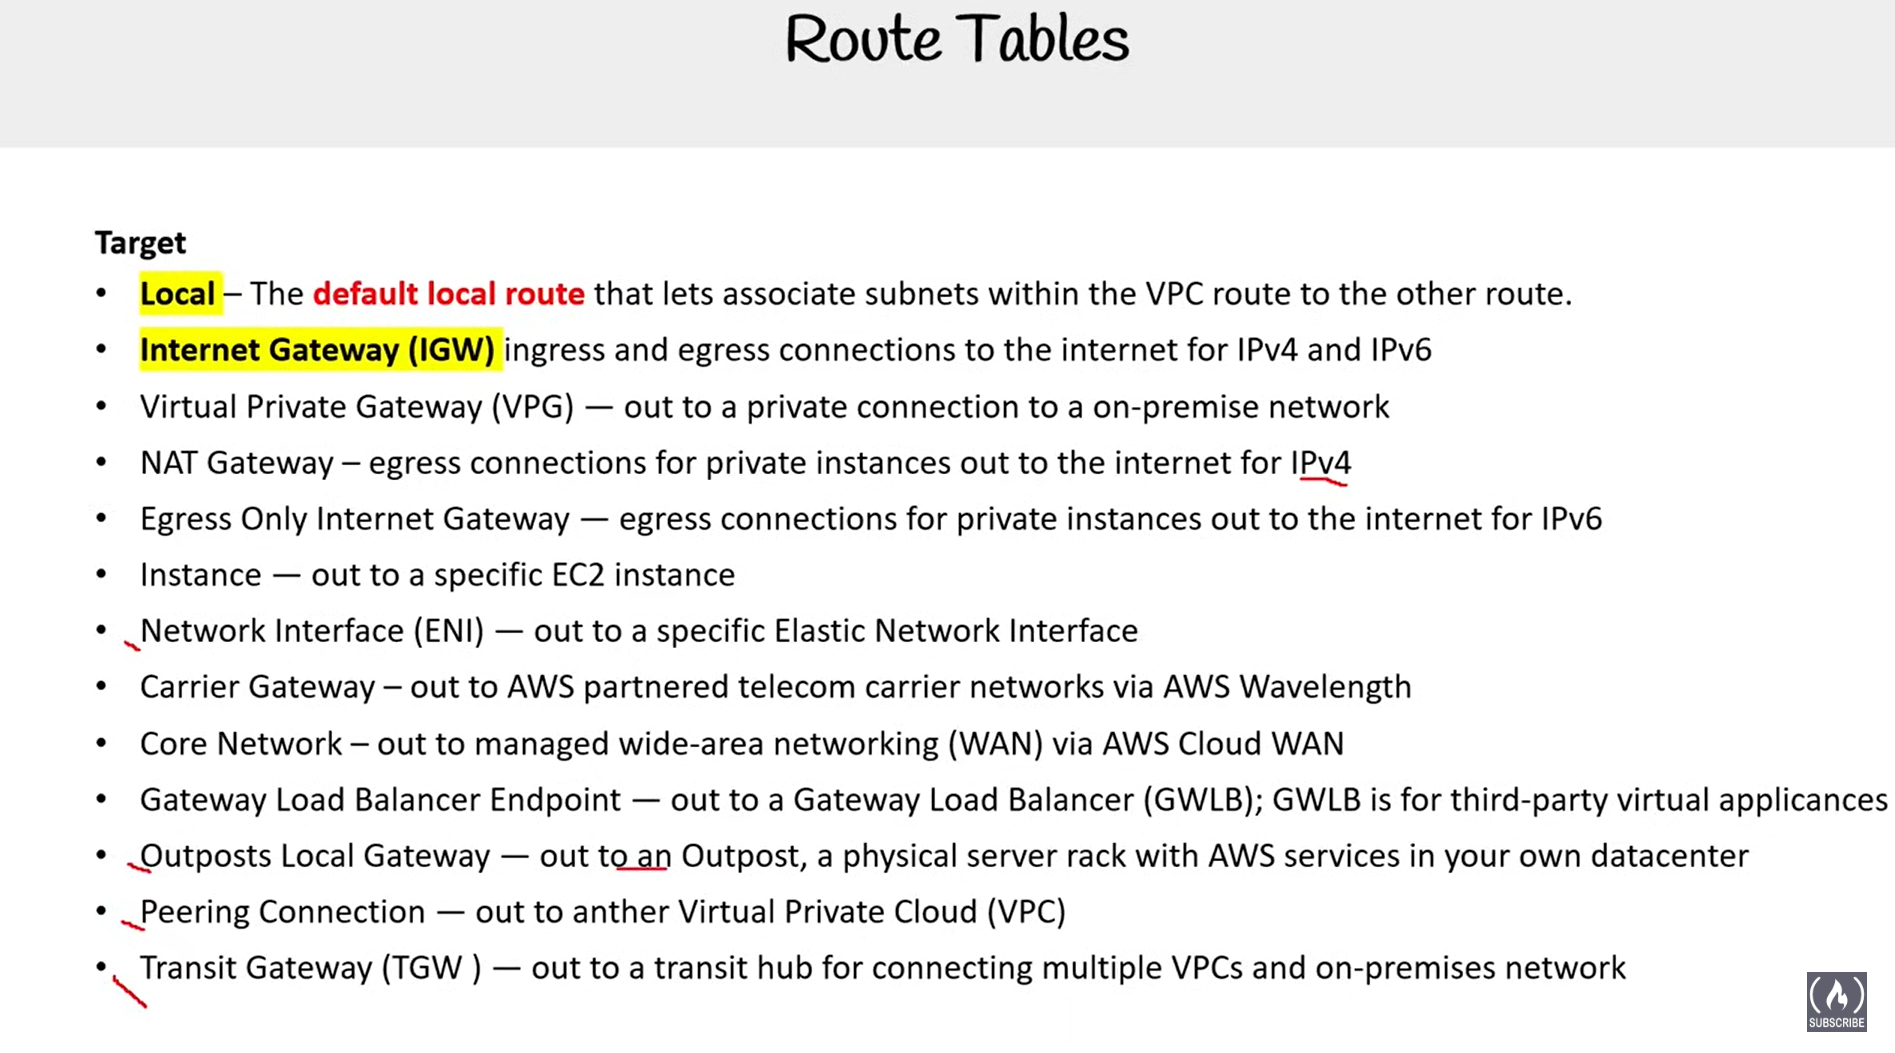 Route Tables
Target
• Local – The default local route that lets associate subnets within the VPC route to the other route.
• Internet Gateway (IGW) ingress and egress connections to the internet for IPv4 and IPv6
• Virtual Private Gateway (VPG) — out to a private connection to a on-premise network
• NAT Gateway – egress connections for private instances out to the internet for IPv4
• Egress Only Internet Gateway — egress connections for private instances out to the internet for IPv6
• Instance — out to a specific EC2 instance
• Network Interface (ENI) — out to a specific Elastic Network Interface
• Carrier Gateway – out to AWS partnered telecom carrier networks via AWS Wavelength
• Core Network – out to managed wide-area networking (WAN) via AWS Cloud WAN
• Gateway Load Balancer Endpoint — out to a Gateway Load Balancer (GWLB); GWLB is for third-party virtual applicances
• Outposts Local Gateway — out to an Outpost, a physical server rack with AWS services in your own datacenter
• Peering Connection — out to anther Virtual Private Cloud (VPC)
• Transit Gateway (TGW ) — out to a transit hub for connecting multiple VPCs and on-premises network
SUBSCRIBE